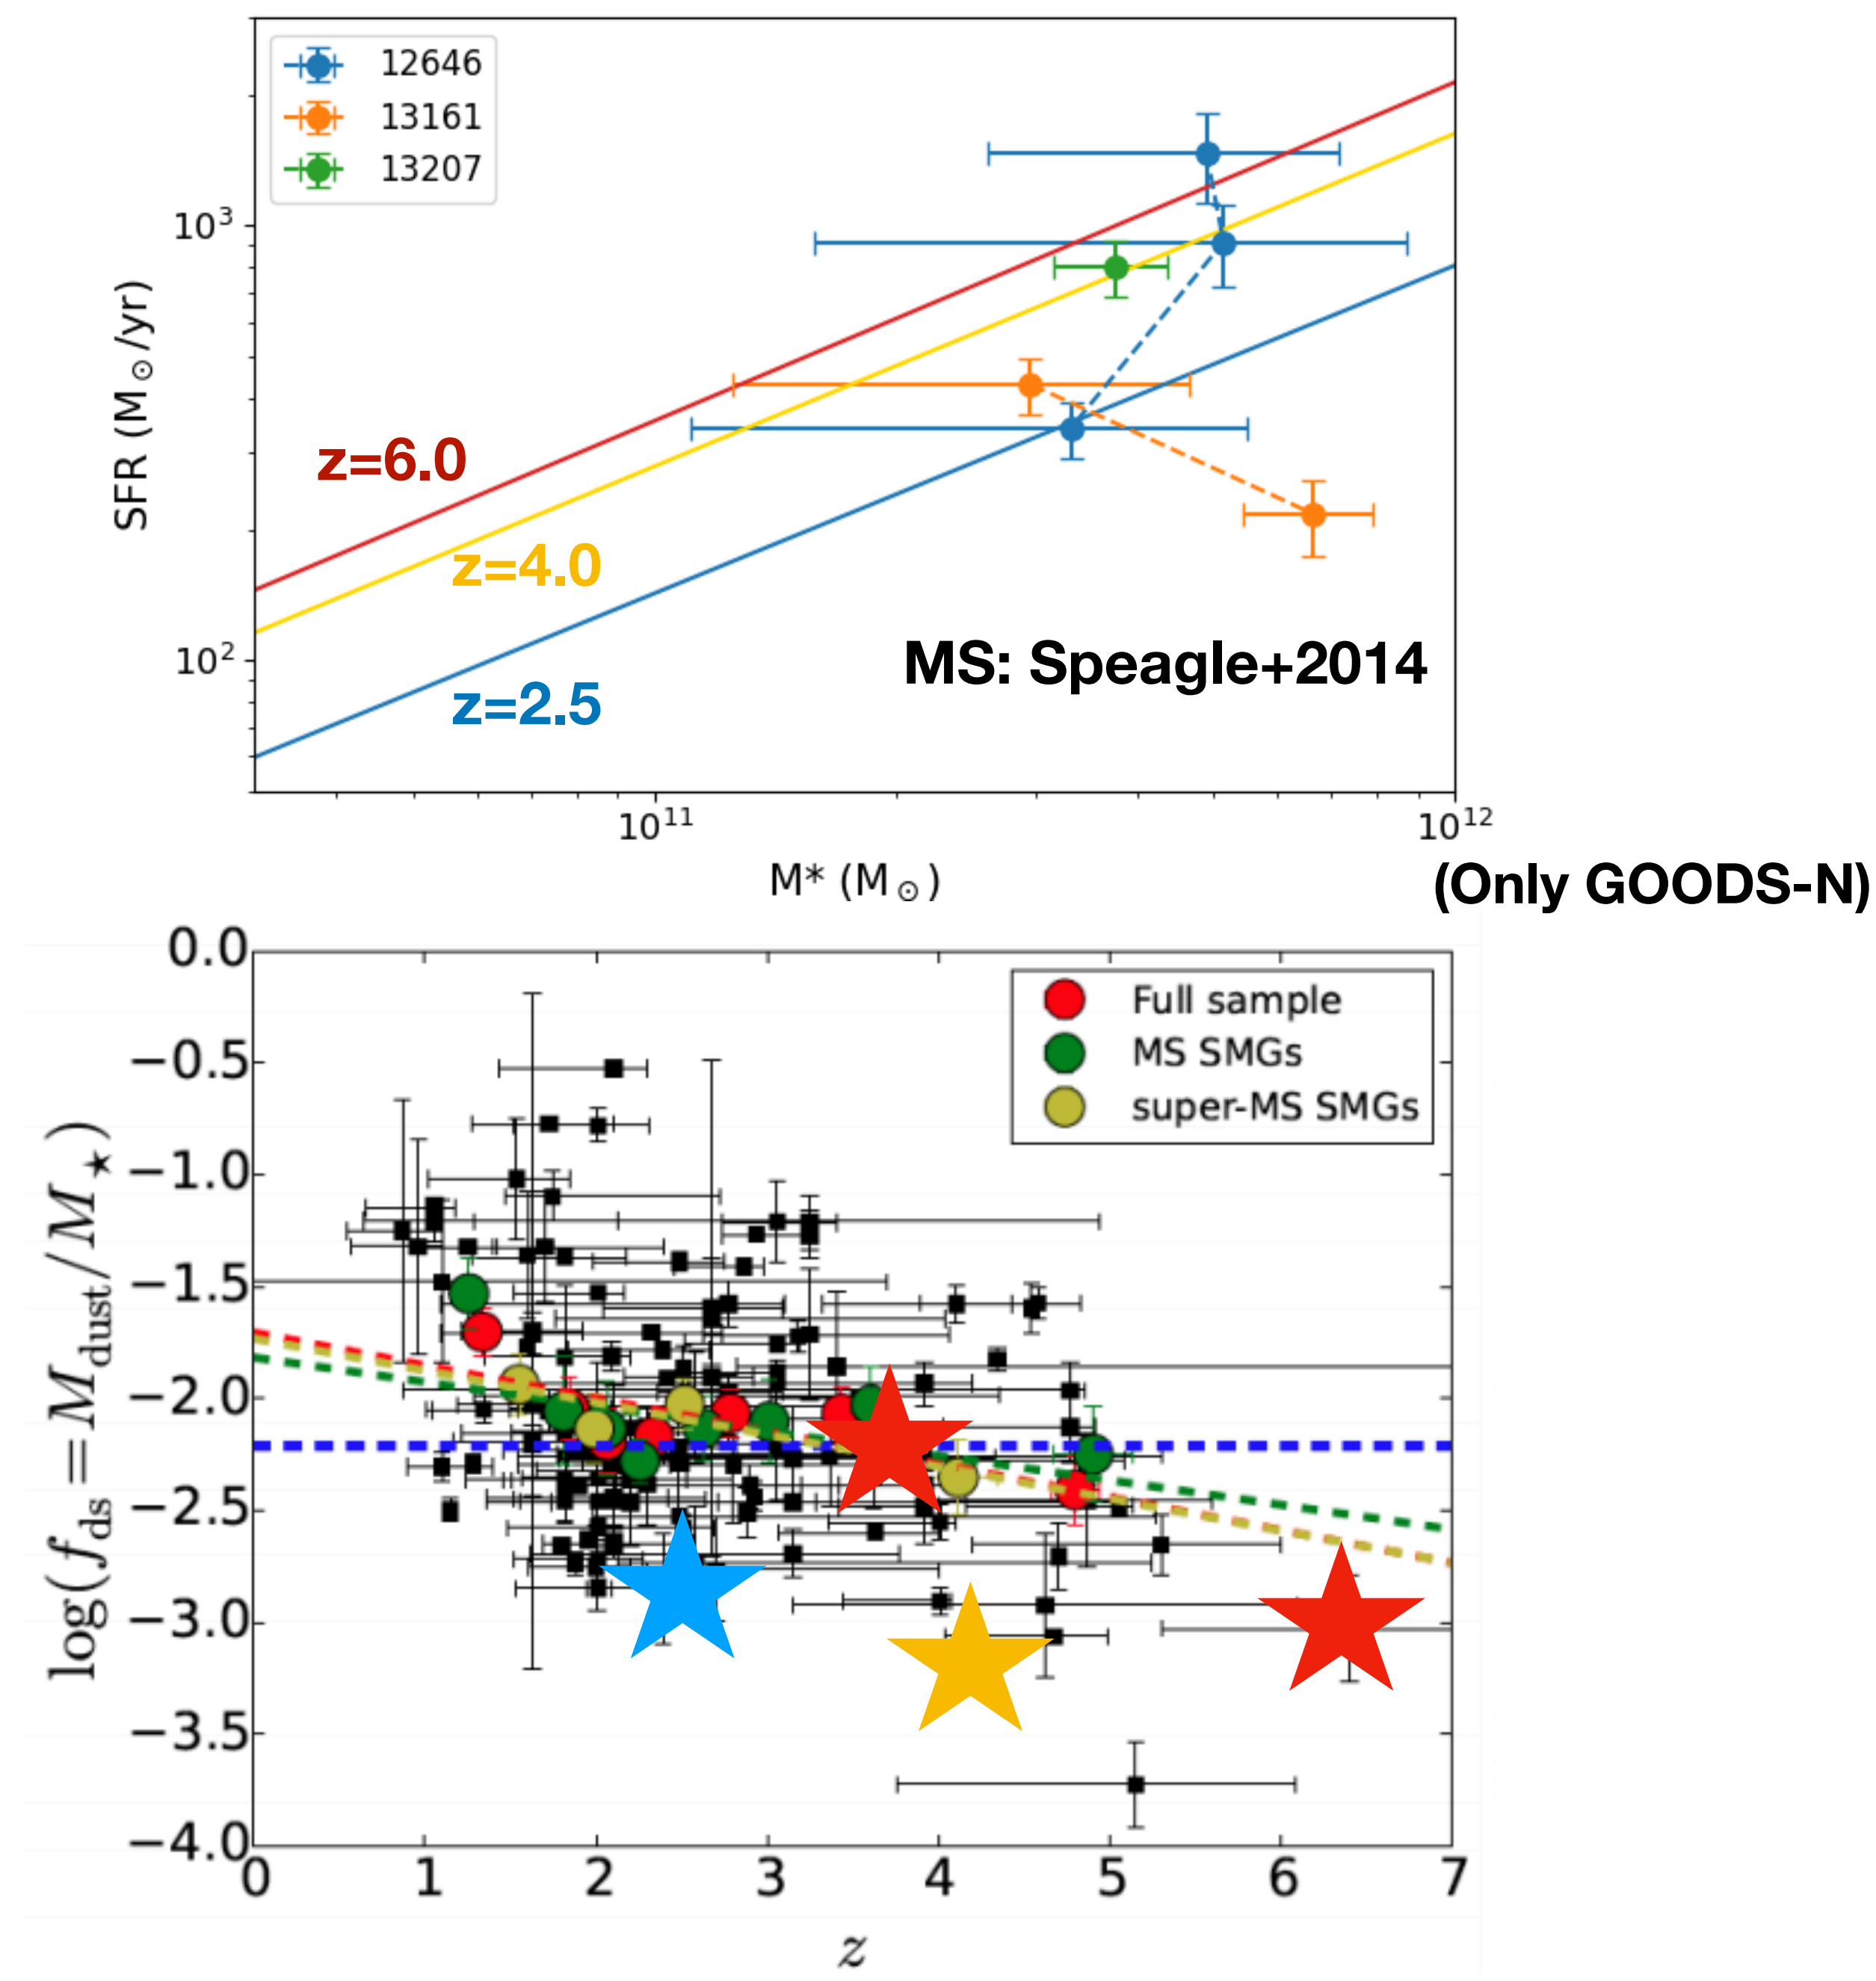 12646
13161
13207
10³
10²
SFR (M☉/yr)
z=6.0
z=4.0
z=2.5
MS: Speagle+2014
10¹¹
10¹²
M* (M☉)
(Only GOODS-N)
0.0
−0.5
−1.0
−1.5
−2.0
−2.5
−3.0
−3.5
−4.0
log(f_ds = M_dust/M_★)
Full sample
MS SMGs
super-MS SMGs
0 1 2 3 4 5 6 7
z